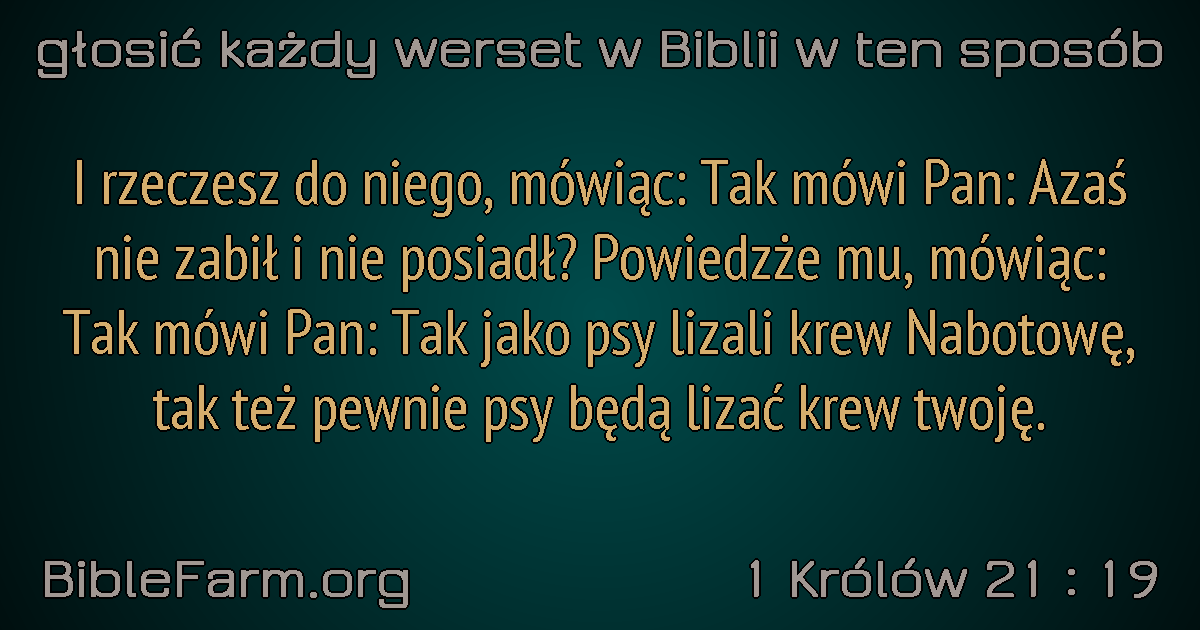 głosić każdy werset w Biblii w ten sposób
I rzeczesz do niego, mówiąc: Tak mówi Pan: Azaś
nie zabił i nie posiadł? Powiedzże mu, mówiąc:
Tak mówi Pan: Tak jako psy lizali krew Nabotowę,
tak też pewnie psy będą lizać krew twoję.
BibleFarm.org
1 Królów 21 : 19